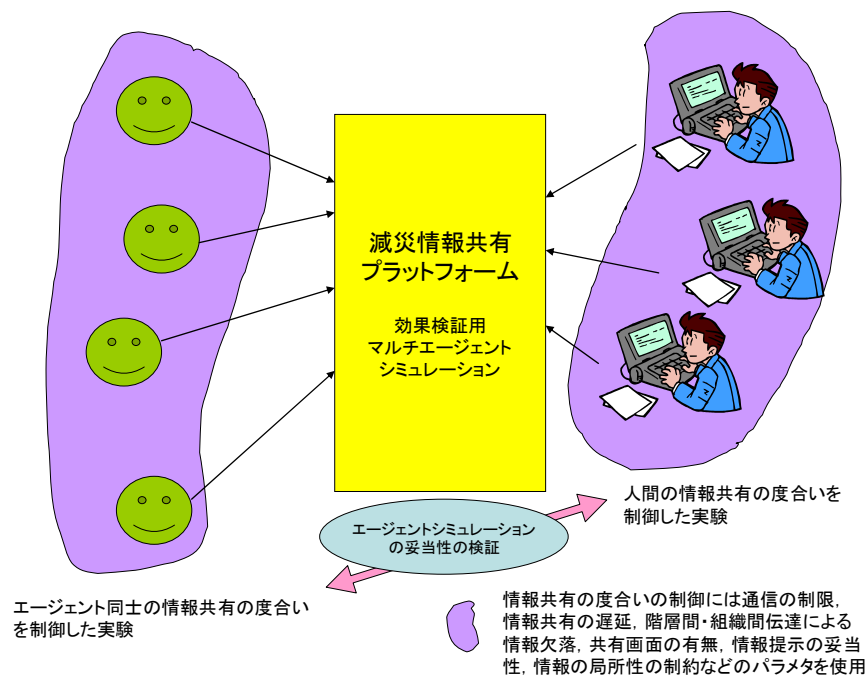 減災情報共有
プラットフォーム
効果検証用
マルチエージェント
シミュレーション
人間の情報共有の度合いを
制御した実験
エージェントシミュレーション
の妥当性の検証
エージェント同士の情報共有の度合い
を制御した実験
情報共有の度合いの制御には通信の制限,
情報共有の遅延, 階層間・組織間伝達による
情報欠落, 共有画面の有無, 情報提示の妥当
性, 情報の局所性の制約などのパラメタを使用